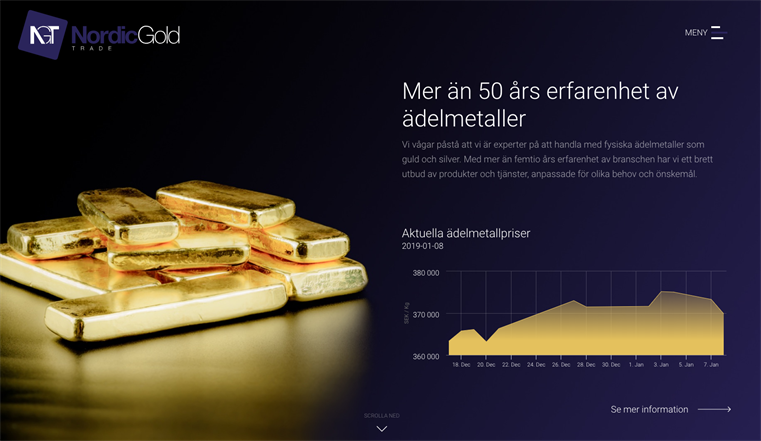 NGT NordicGold
TRADE
MENY
Mer än 50 års erfarenhet av
ädelmetaller
Vi vågar påstå att vi är experter på att handla med fysiska ädelmetaller som
guld och silver. Med mer än femtio års erfarenhet av branschen har vi ett brett
utbud av produkter och tjänster, anpassade för olika behov och önskemål.
Aktuella ädelmetallpriser
2019-01-08
380 000
370 000
360 000
SEK / Kg
18. Dec 20. Dec 22. Dec 24. Dec 26. Dec 28. Dec 30. Dec 1. Jan 3. Jan 5. Jan 7. Jan
Se mer information
SCROLLA NED